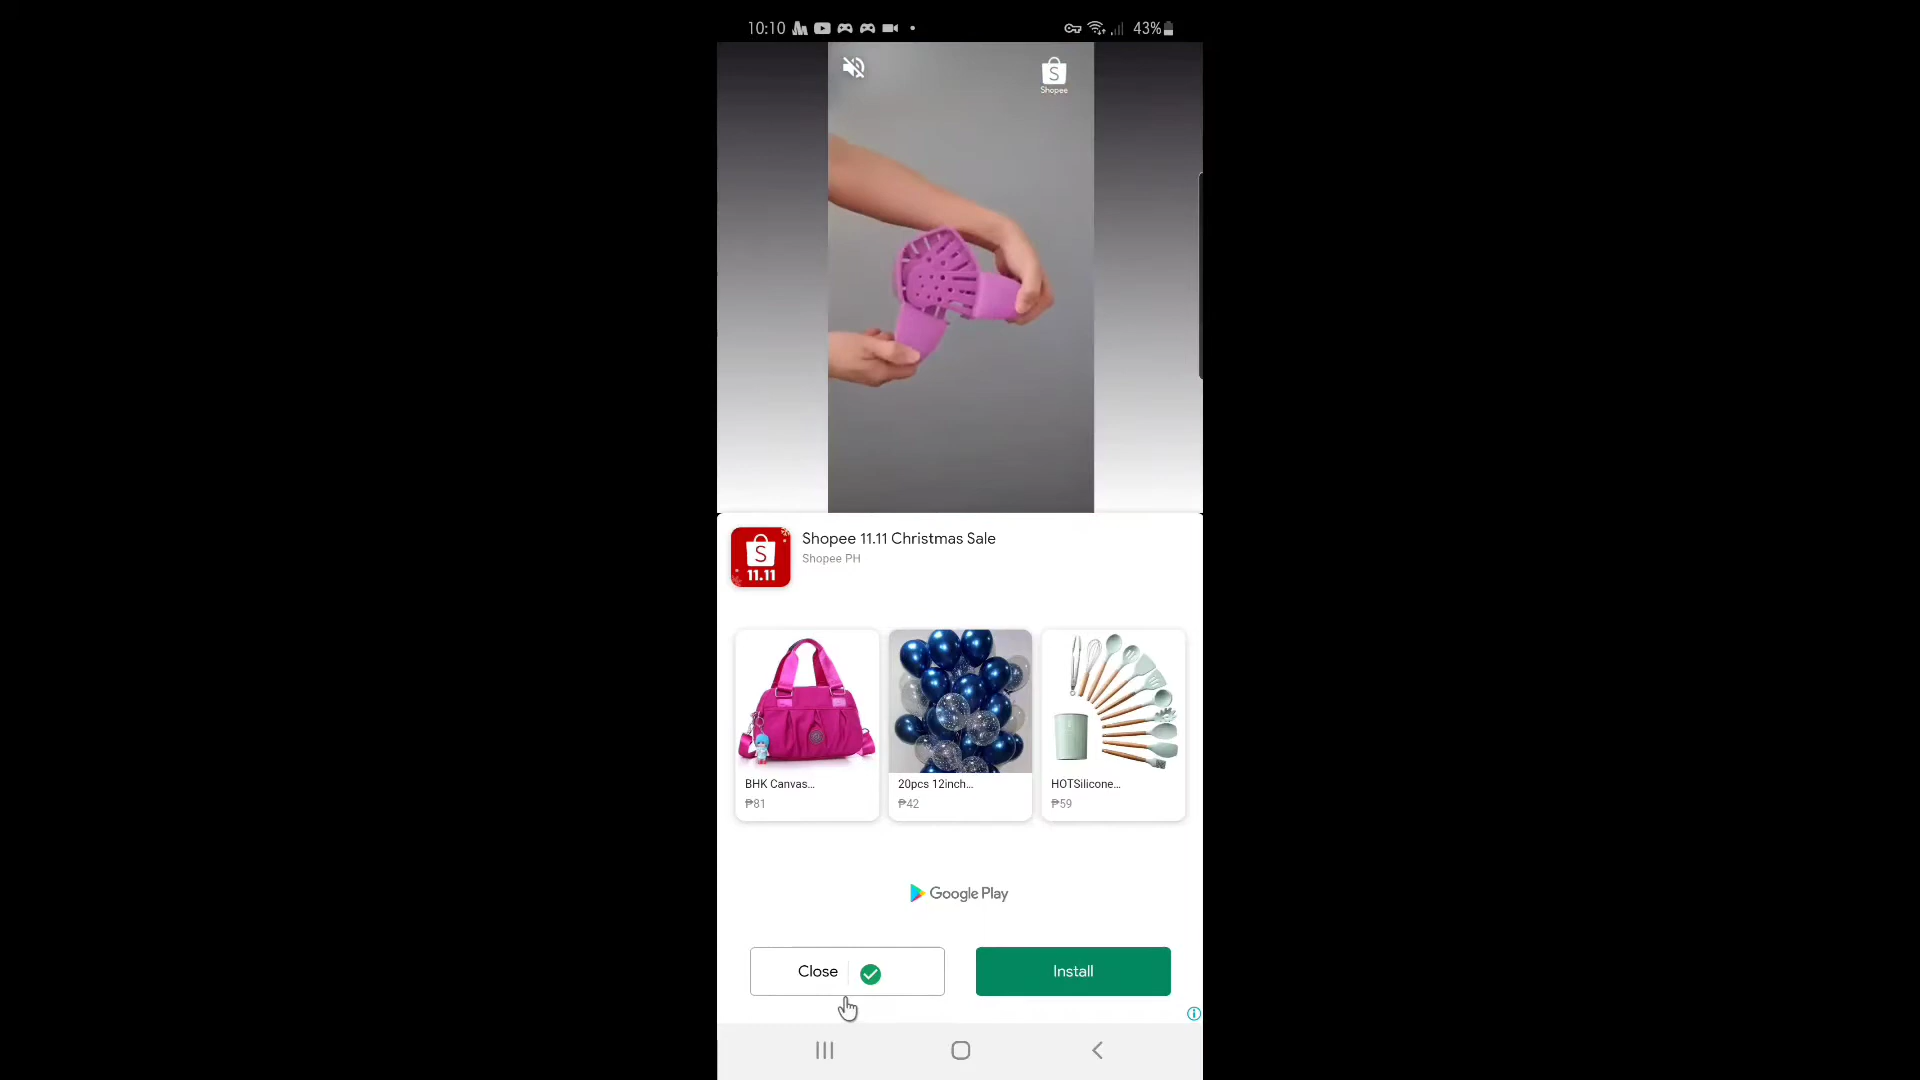 10:10
43%
S
Shopee
Shopee 11.11 Christmas Sale
Shopee PH
S
11.11
BHK Canvas...
₱81
20pcs 12inch...
₱42
HOTSilicone...
₱59
Google Play
Close
Install